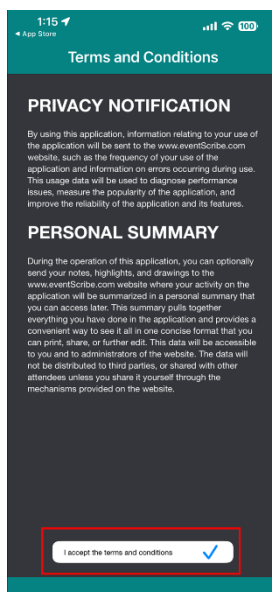 1:15
100
◄ App Store
Terms and Conditions
PRIVACY NOTIFICATION
By using this application, information relating to your use of
the application will be sent to the www.eventScribe.com
website, such as the frequency of your use of the
application and information on errors occurring during use.
This usage data will be used to diagnose performance
issues, measure the popularity of the application, and
improve the reliability of the application and its features.
PERSONAL SUMMARY
During the operation of this application, you can optionally
send your notes, highlights, and drawings to the
www.eventScribe.com website where your activity on the
application will be summarized in a personal summary that
you can access later. This summary pulls together
everything you have done in the application and provides a
convenient way to see it all in one concise format that you
can print, share, or further edit. This data will be accessible
to you and to administrators of the website. The data will
not be distributed to third parties, or shared with other
attendees unless you share it yourself through the
mechanisms provided on the website.
I accept the terms and conditions